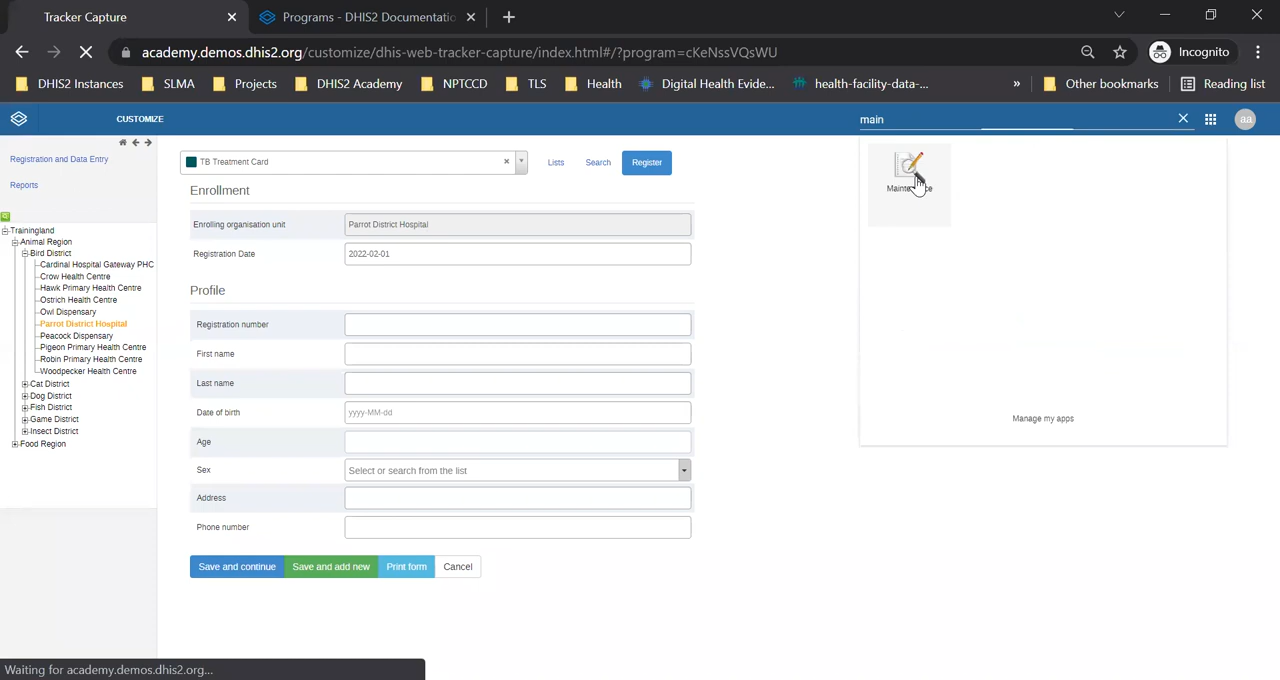 Tracker Capture
Programs - DHIS2 Documentatio
academy.demos.dhis2.org/customize/dhis-web-tracker-capture/index.html#/?program=cKeNssVQsWU
Incognito
DHIS2 Instances
SLMA
Projects
DHIS2 Academy
NPTCCD
TLS
Health
Digital Health Evide...
health-facility-data-...
»
Other bookmarks
Reading list
CUSTOMIZE
main
aa
Registration and Data Entry
Reports
Trainingland
Animal Region
Bird District
Cardinal Hospital Gateway PHC
Crow Health Centre
Hawk Primary Health Centre
Ostrich Health Centre
Owl Dispensary
Parrot District Hospital
Peacock Dispensary
Pigeon Primary Health Centre
Robin Primary Health Centre
Woodpecker Health Centre
Cat District
Dog District
Fish District
Game District
Insect District
Food Region
TB Treatment Card
Lists
Search
Register
Enrollment
Enrolling organisation unit
Parrot District Hospital
Registration Date
2022-02-01
Profile
Registration number
First name
Last name
Date of birth
yyyy-MM-dd
Age
Sex
Select or search from the list
Address
Phone number
Save and continue
Save and add new
Print form
Cancel
Manage my apps
Waiting for academy.demos.dhis2.org...